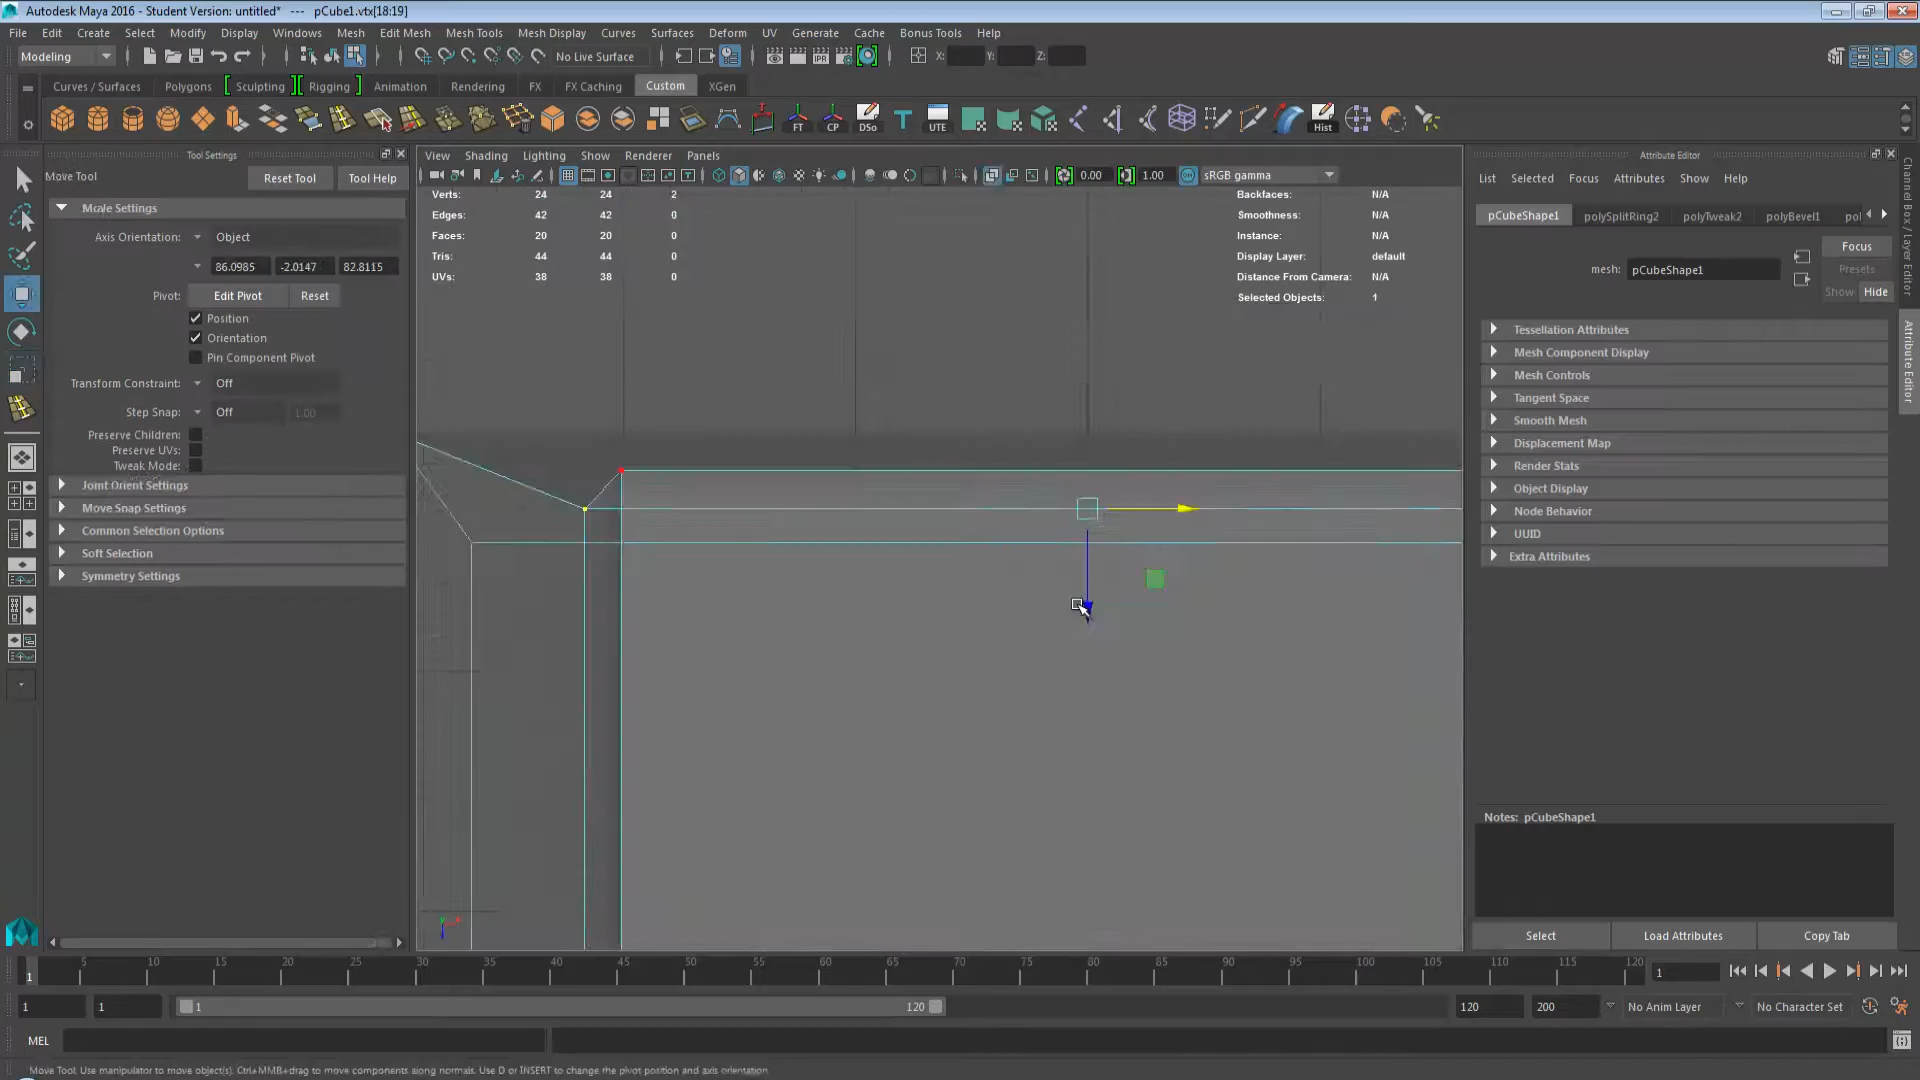 Autodesk Maya 2016 - Student Version: untitled*   ---   pCube1.vtx[18:19]
File Edit Create Select Modify Display Windows Mesh Edit Mesh Mesh Tools Mesh Display Curves Surfaces Deform UV Generate Cache Bonus Tools Help
Modeling No Live Surface X: Y: Z:
Curves / Surfaces Polygons Sculpting Rigging Animation Rendering FX FX Caching Custom XGen
FT CP DSo UTE Hist
Tool Settings
Move Tool Reset Tool Tool Help
Move Settings
Axis Orientation: Object
86.0985 -2.0147 82.8115
Pivot: Edit Pivot Reset
Position
Orientation
Pin Component Pivot
Transform Constraint: Off
Step Snap: Off 1.00
Preserve Children:
Preserve UVs:
Tweak Mode:
Joint Orient Settings
Move Snap Settings
Common Selection Options
Soft Selection
Symmetry Settings
View Shading Lighting Show Renderer Panels
0.00 1.00 sRGB gamma
Verts: 24 24 2
Edges: 42 42 0
Faces: 20 20 0
Tris: 44 44 0
UVs: 38 38 0
Backfaces: N/A
Smoothness: N/A
Instance: N/A
Display Layer: default
Distance From Camera: N/A
Selected Objects: 1
Attribute Editor
List Selected Focus Attributes Show Help
pCubeShape1 polySplitRing2 polyTweak2 polyBevel1 pol
Focus
Presets
Show Hide
mesh: pCubeShape1
Tessellation Attributes
Mesh Component Display
Mesh Controls
Tangent Space
Smooth Mesh
Displacement Map
Render Stats
Object Display
Node Behavior
UUID
Extra Attributes
Notes: pCubeShape1
Select Load Attributes Copy Tab
Channel Box / Layer Editor
Attribute Editor
1 5 10 15 20 25 30 35 40 45 50 55 60 65 70 75 80 85 90 95 100 105 110 115 120 1
1 1 1 120 120 200 No Anim Layer No Character Set
MEL
Move Tool: Use manipulator to move object(s). Ctrl+MMB+drag to move components along normals. Use D or INSERT to change the pivot position and axis orientation.